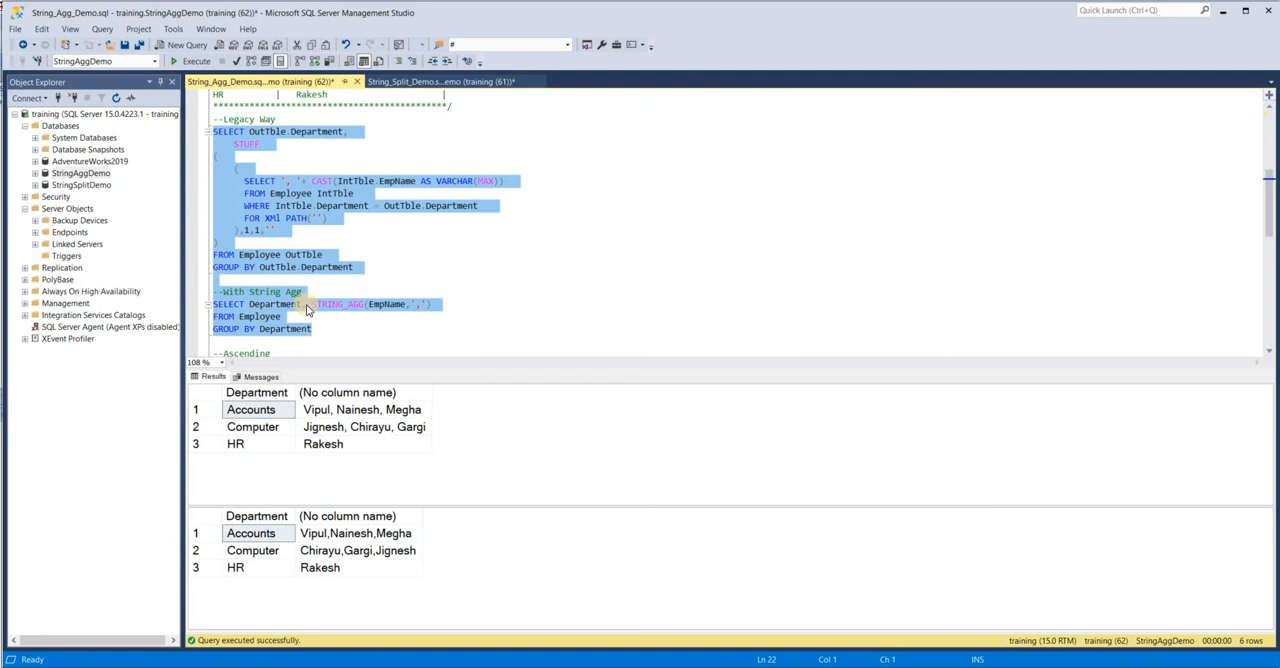 String_Agg_Demo.sql - training.StringAggDemo (training (62))* - Microsoft SQL Server Management Studio
Quick Launch (Ctrl+Q)
File Edit View Query Project Tools Window Help
New Query
#
StringAggDemo
Execute
Object Explorer
String_Agg_Demo.sq...mo (training (62))*
String_Split_Demo.s...emo (training (61))*
Connect
training (SQL Server 15.0.4223.1 - training
Databases
System Databases
Database Snapshots
AdventureWorks2019
StringAggDemo
StringSplitDemo
Security
Server Objects
Backup Devices
Endpoints
Linked Servers
Triggers
Replication
PolyBase
Always On High Availability
Management
Integration Services Catalogs
SQL Server Agent (Agent XPs disabled)
XEvent Profiler
HR | Rakesh |
*********************************************/
--Legacy Way
SELECT OutTble.Department,
STUFF
(
(
SELECT ', '+ CAST(IntTble.EmpName AS VARCHAR(MAX))
FROM Employee IntTble
WHERE IntTble.Department = OutTble.Department
FOR XMl PATH('')
),1,1,''
)
FROM Employee OutTble
GROUP BY OutTble.Department
--With String Agg
SELECT Department, STRING_AGG(EmpName,',')
FROM Employee
GROUP BY Department
--Ascending
108 %
Results Messages
Department (No column name)
1 Accounts Vipul, Nainesh, Megha
2 Computer Jignesh, Chirayu, Gargi
3 HR Rakesh
Department (No column name)
1 Accounts Vipul,Nainesh,Megha
2 Computer Chirayu,Gargi,Jignesh
3 HR Rakesh
Query executed successfully.
training (15.0 RTM) training (62) StringAggDemo 00:00:00 6 rows
Ready
Ln 22 Col 1 Ch 1 INS